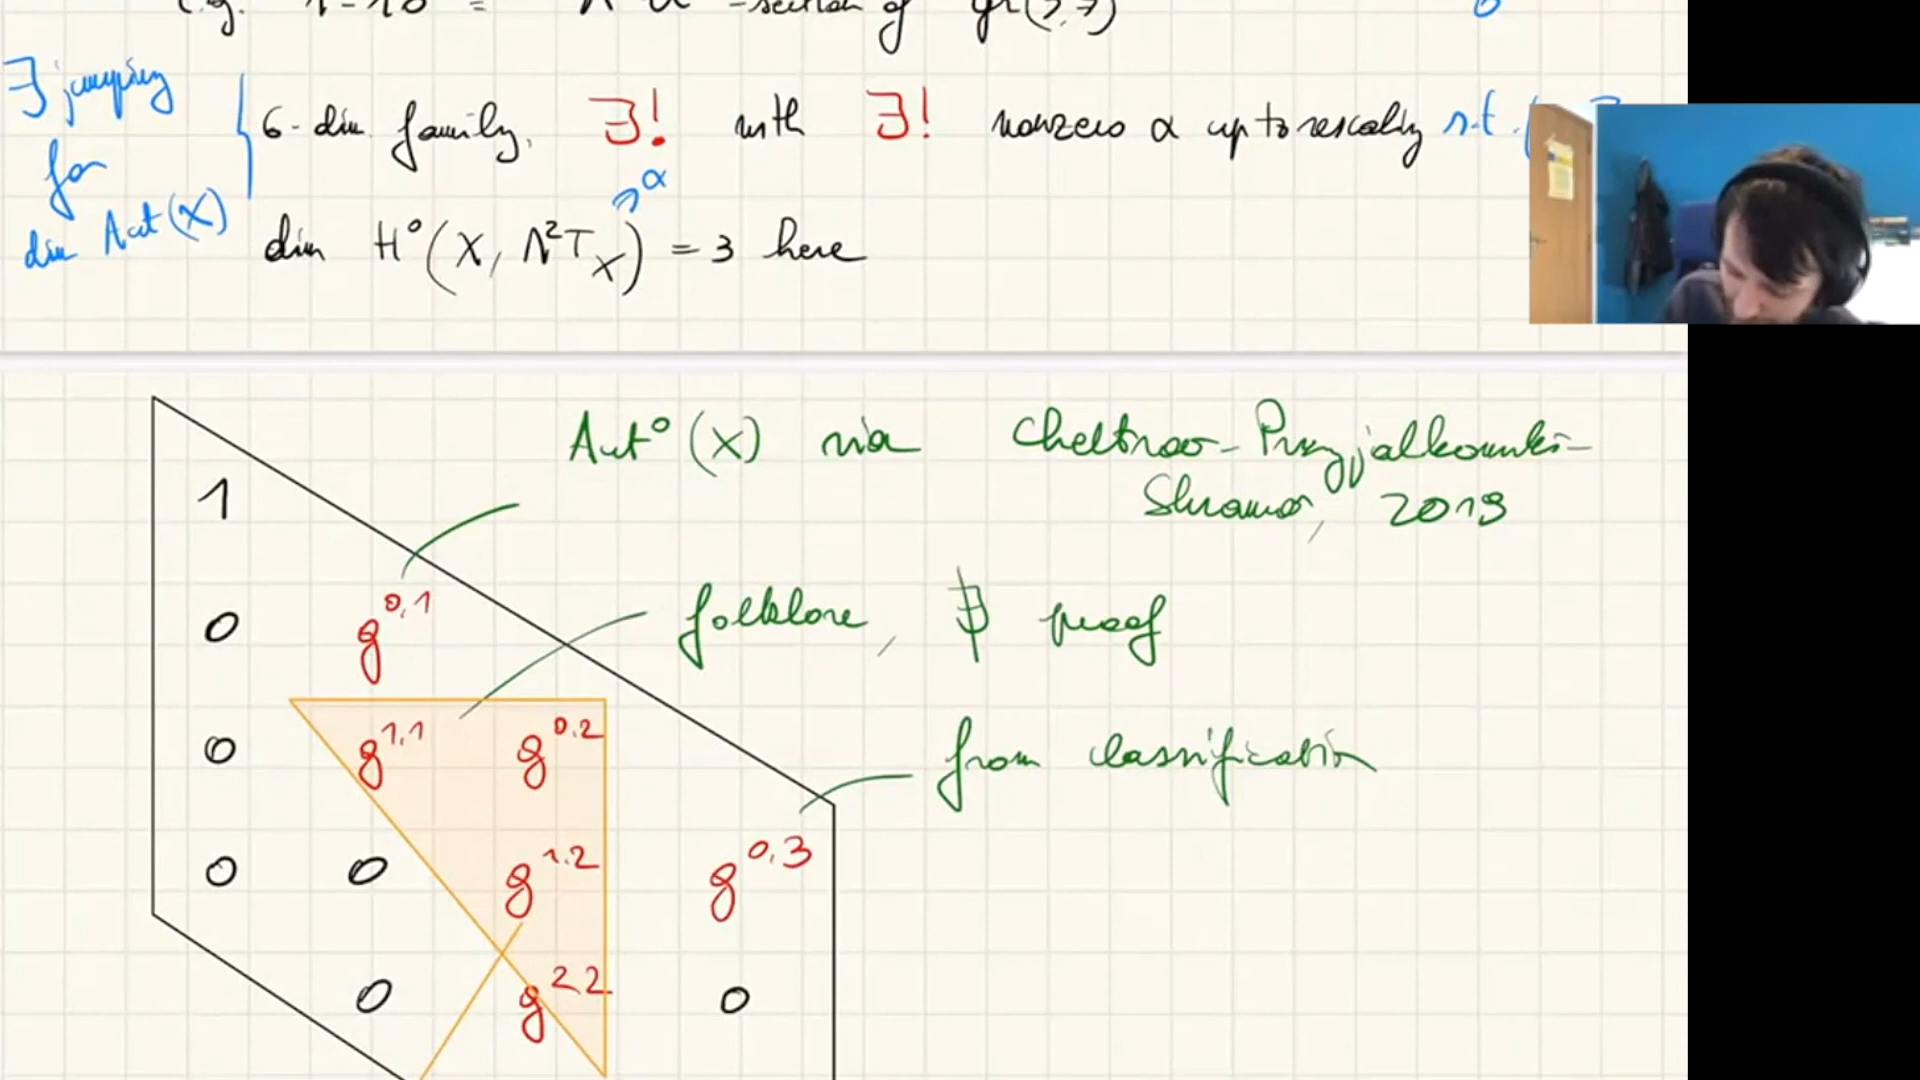 ∃ jumping
for
dim Aut(X)
6-dim family, ∃! with ∃! nonzero α up to rescaling s.t. [
α
dim H⁰(X, Λ²T_X) = 3 here
Aut⁰(X) via Cheltsov-Przyjalkowski-
Shramov, 2019
1
0 g^{0,1}
folklore, ∄ proof
0 g^{1,1} g^{0,2}
from classification
0 0 g^{1,2} g^{0,3}
0 g^{2,2} 0